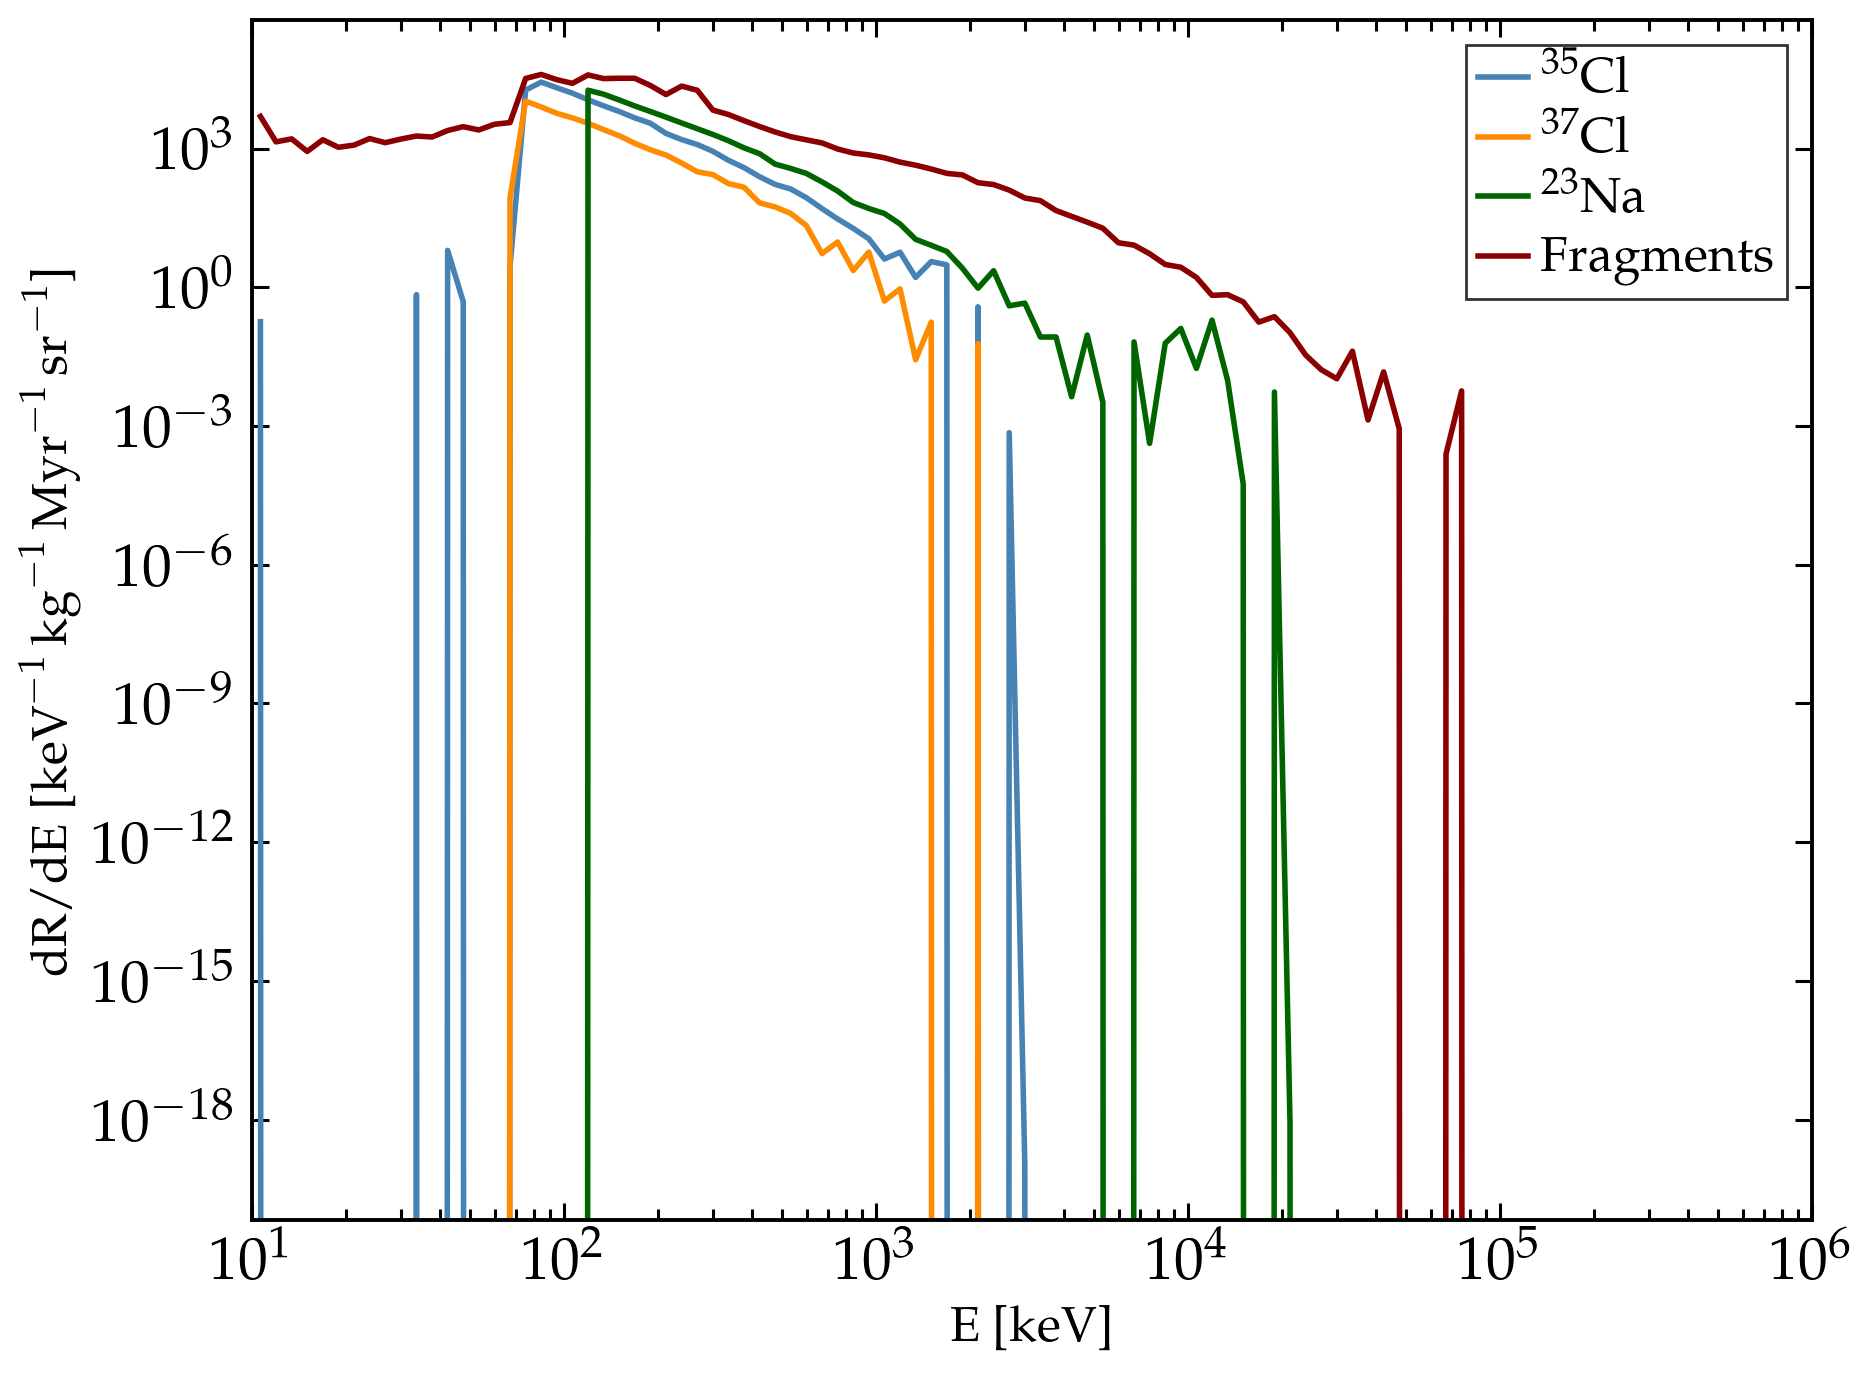 ³⁵Cl
³⁷Cl
²³Na
Fragments
dR/dE [keV⁻¹ kg⁻¹ Myr⁻¹ sr⁻¹]
10³
10⁰
10⁻³
10⁻⁶
10⁻⁹
10⁻¹²
10⁻¹⁵
10⁻¹⁸
10¹ 10² 10³ 10⁴ 10⁵ 10⁶
E [keV]